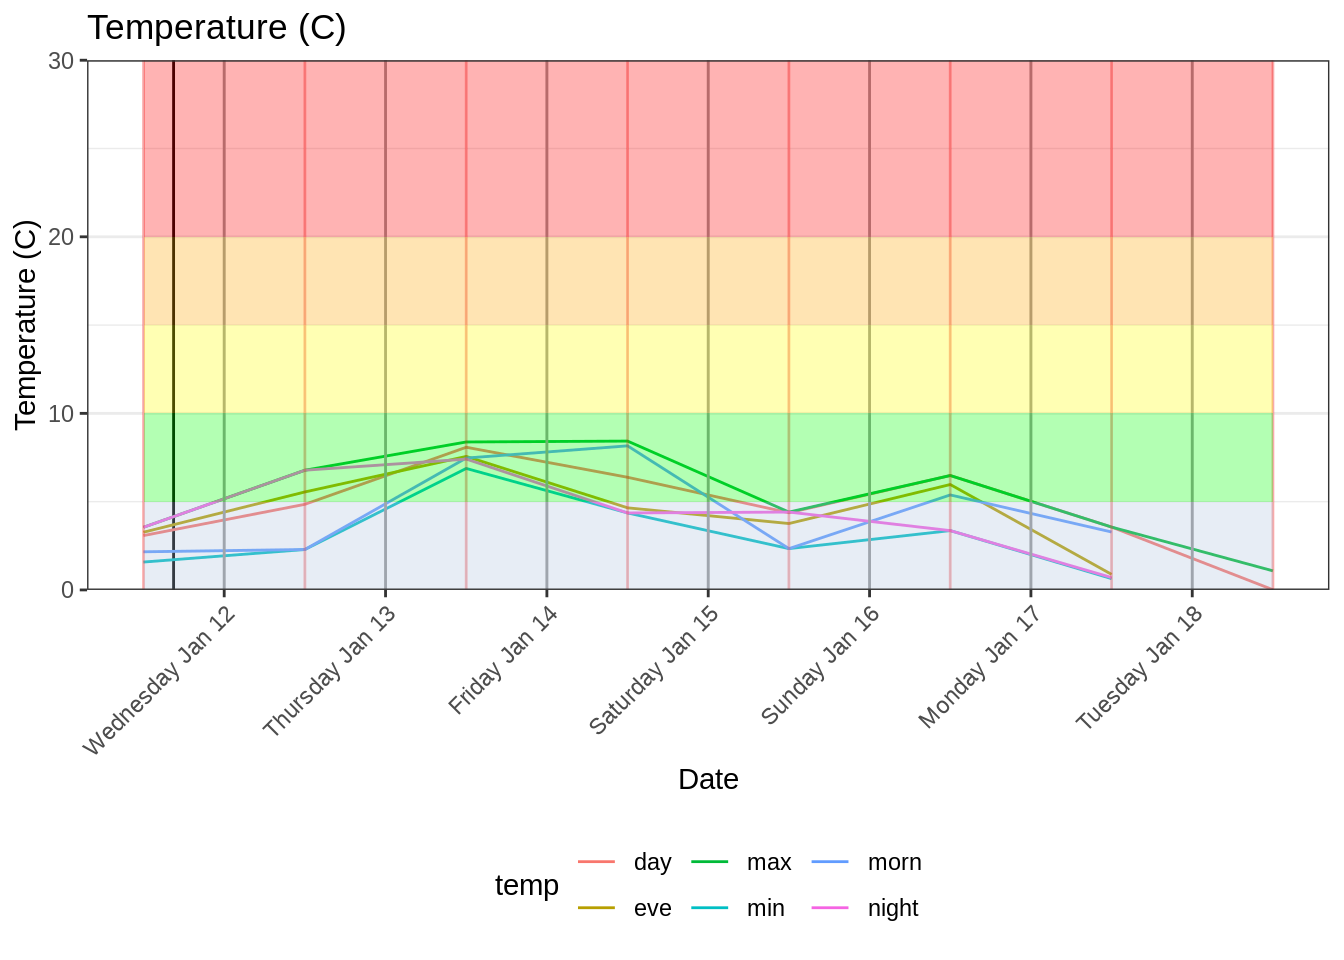 Temperature (C)
30
20
10
0
Temperature (C)
Wednesday Jan 12
Thursday Jan 13
Friday Jan 14
Saturday Jan 15
Sunday Jan 16
Monday Jan 17
Tuesday Jan 18
Date
temp
day
max
morn
eve
min
night